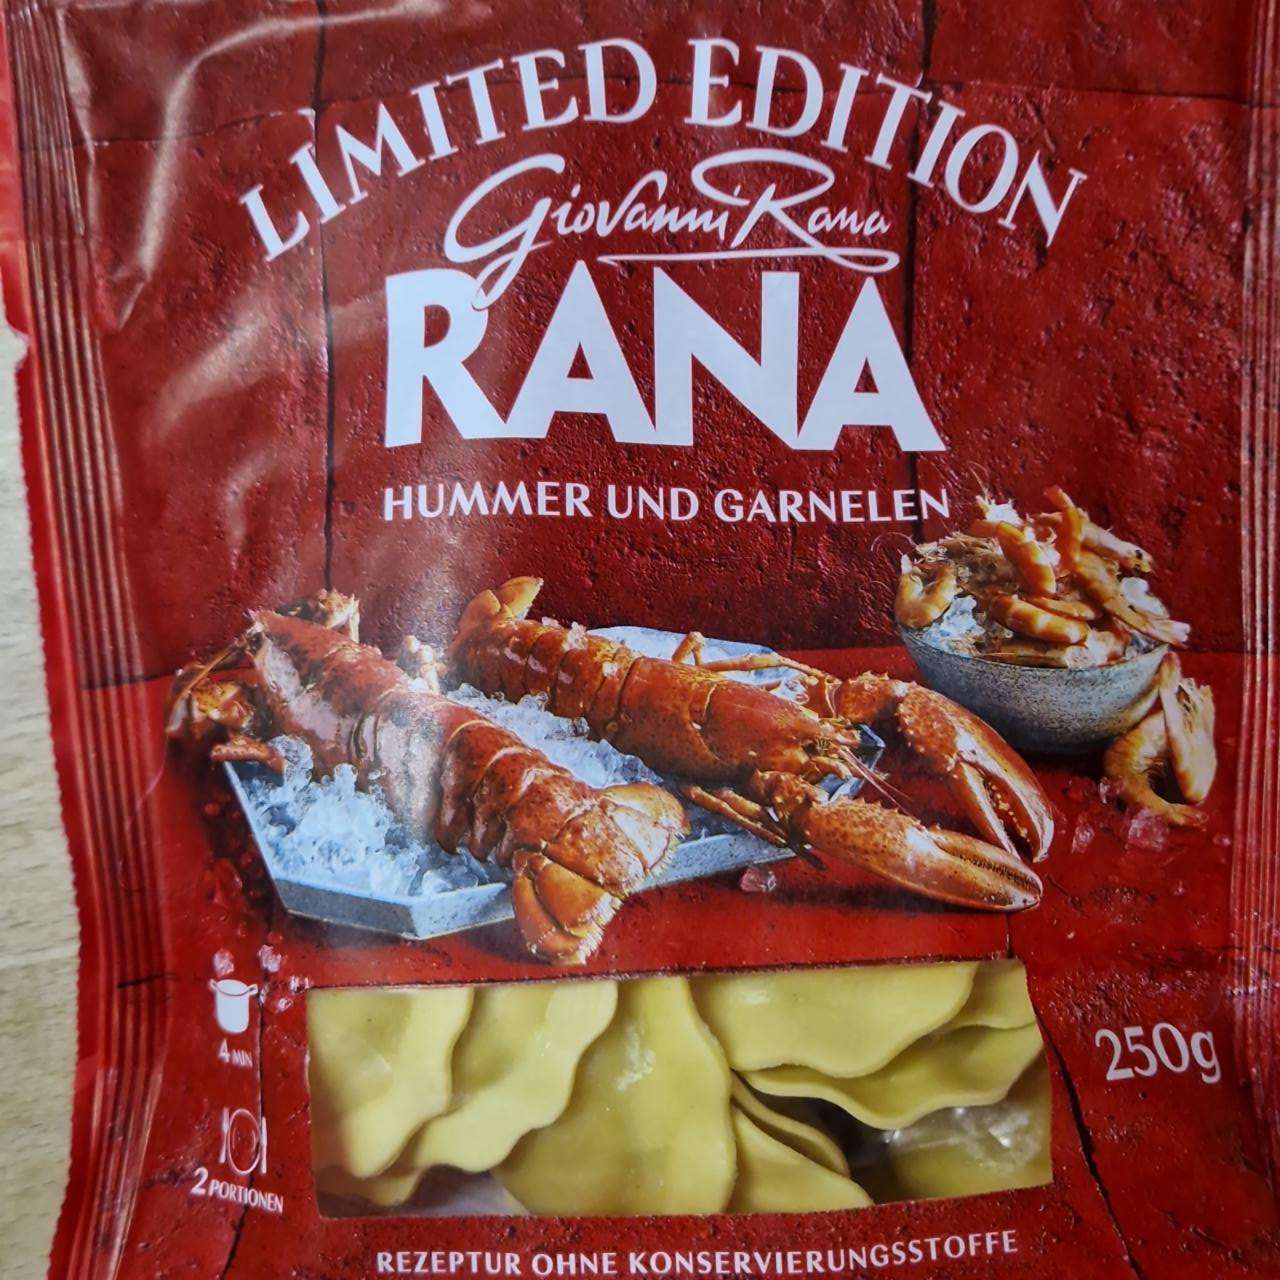 LIMITED EDITION
Giovanni Rana
RANA
HUMMER UND GARNELEN
4 MIN
250g
2 PORTIONEN
REZEPTUR OHNE KONSERVIERUNGSSTOFFE